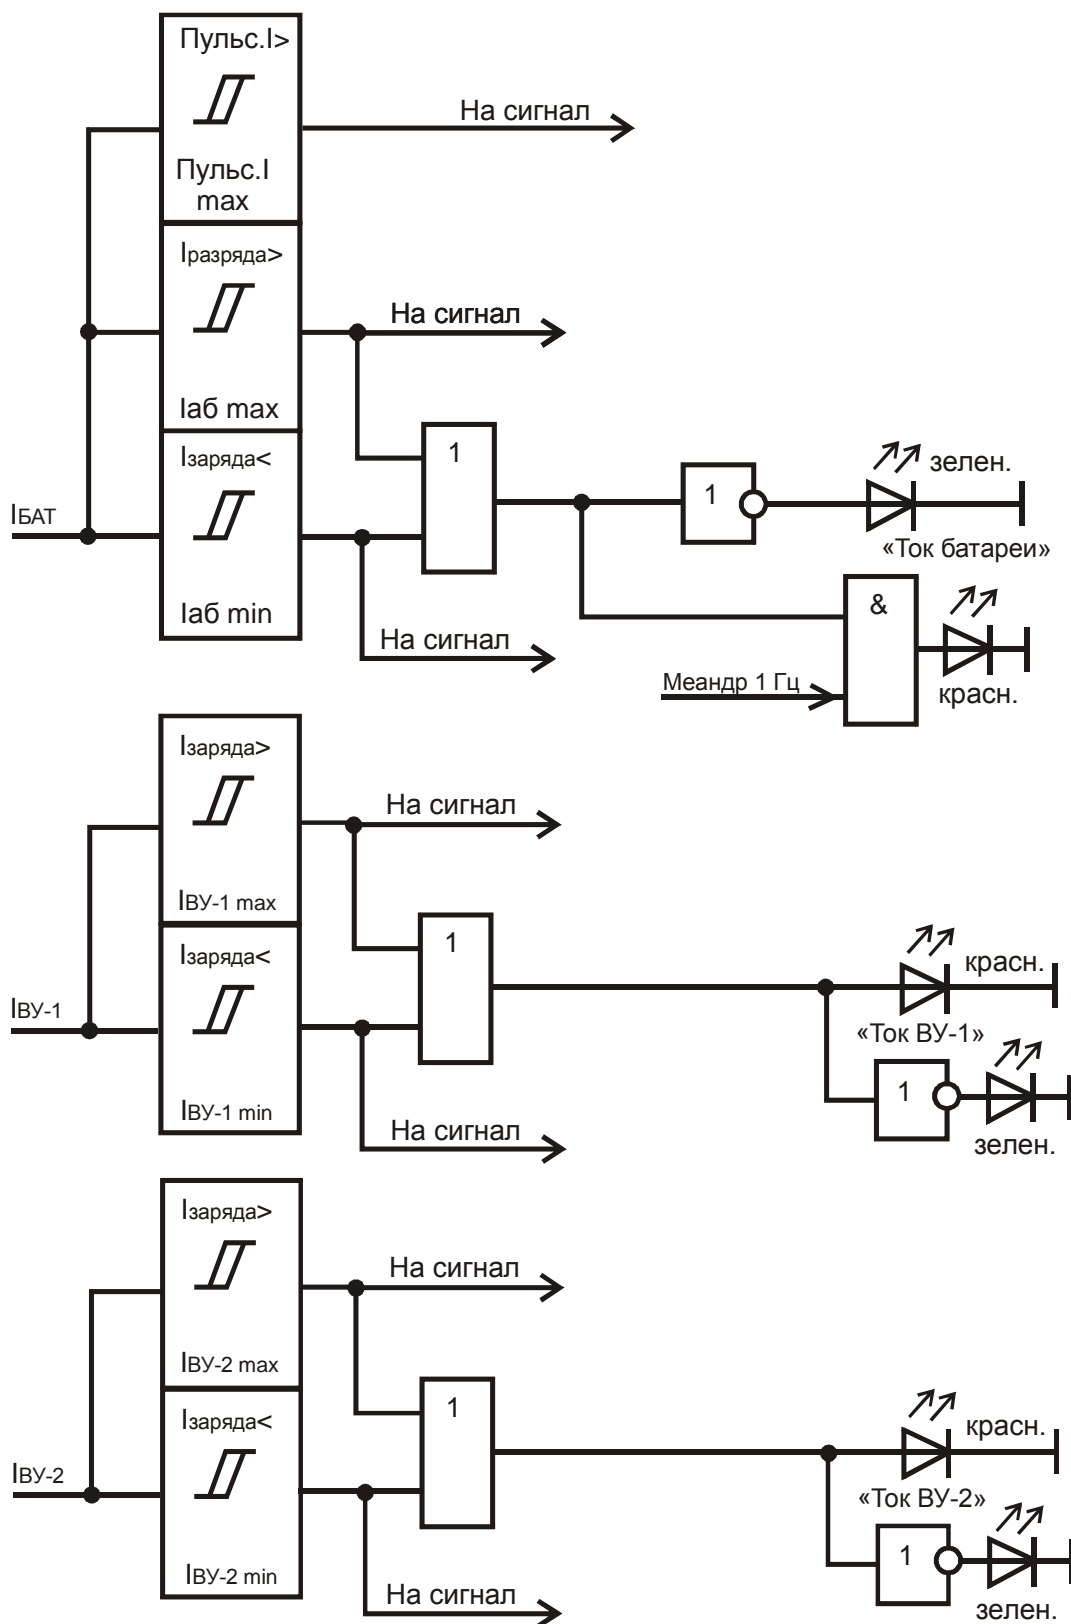 Пульс.I>
На сигнал
Пульс.I
max
Iразряда>
На сигнал
Iаб max
Iзаряда<
1
зелен.
IБАТ
1
«Ток батареи»
Iаб min
&
На сигнал
Меандр 1 Гц
красн.
Iзаряда>
На сигнал
IВУ-1 max
1
Iзаряда<
красн.
IВУ-1
«Ток ВУ-1»
1
IВУ-1 min
На сигнал
зелен.
Iзаряда>
На сигнал
IВУ-2 max
1
Iзаряда<
красн.
IВУ-2
«Ток ВУ-2»
1
IВУ-2 min
На сигнал
зелен.